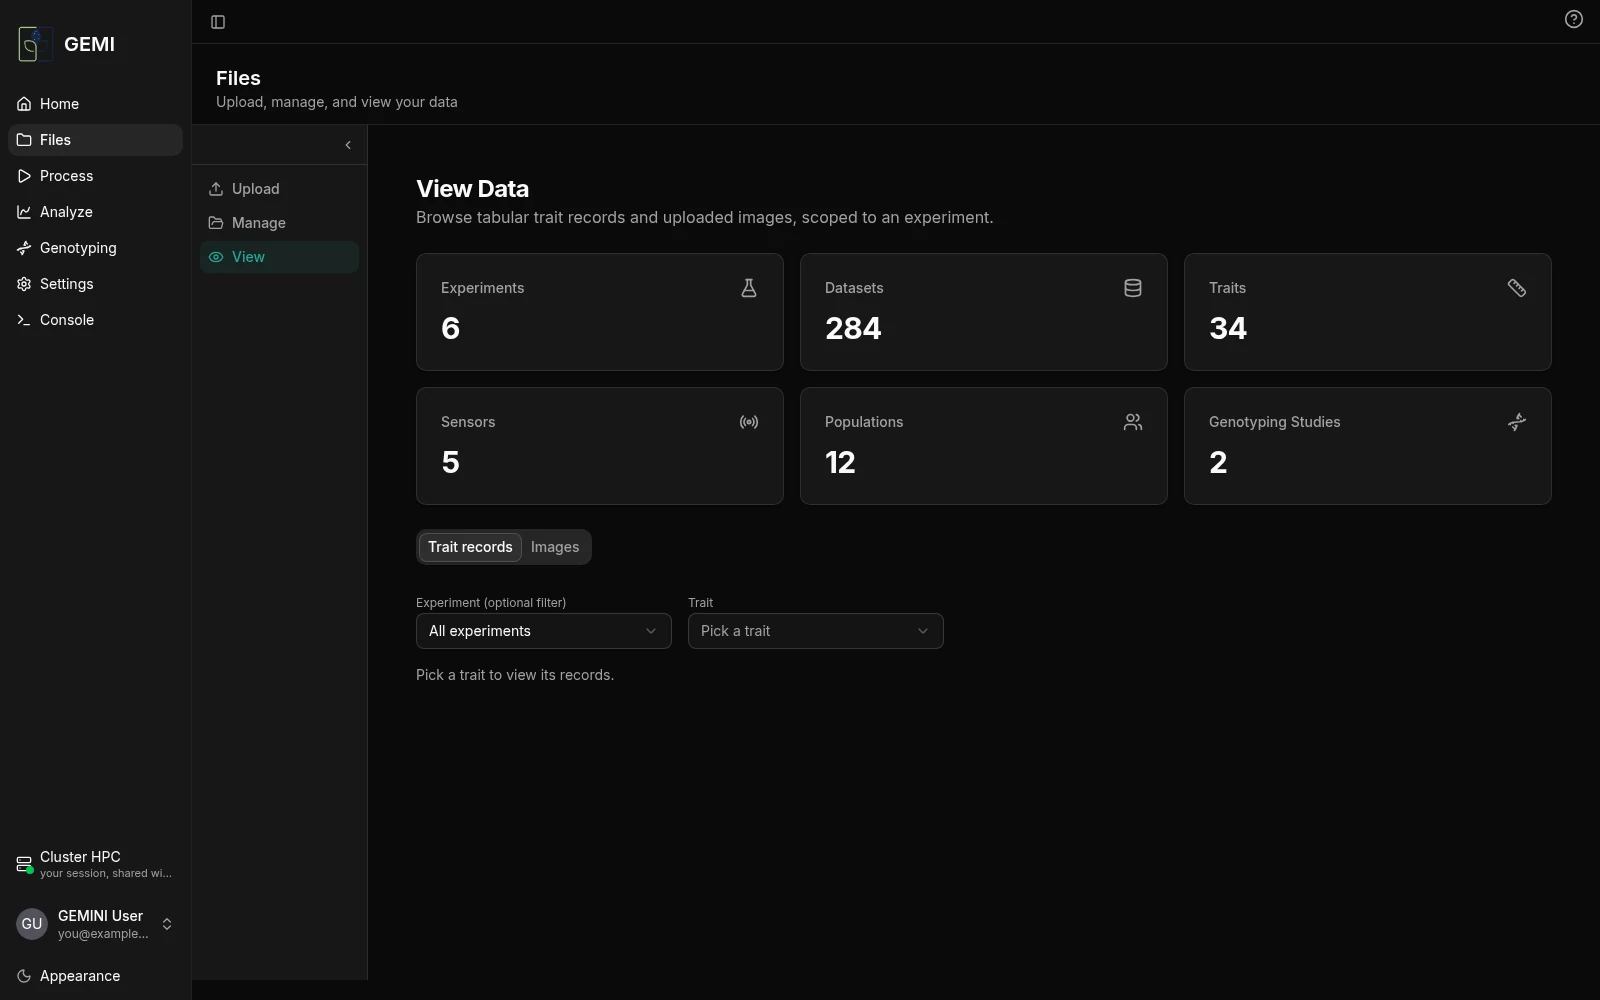 GEMI
Home
Files
Process
Analyze
Genotyping
Settings
Console
Cluster HPC
your session, shared wi...
GU
GEMINI User
you@example...
Appearance
Files
Upload, manage, and view your data
Upload
Manage
View
View Data
Browse tabular trait records and uploaded images, scoped to an experiment.
Experiments
6
Datasets
284
Traits
34
Sensors
5
Populations
12
Genotyping Studies
2
Trait records
Images
Experiment (optional filter)
All experiments
Trait
Pick a trait
Pick a trait to view its records.